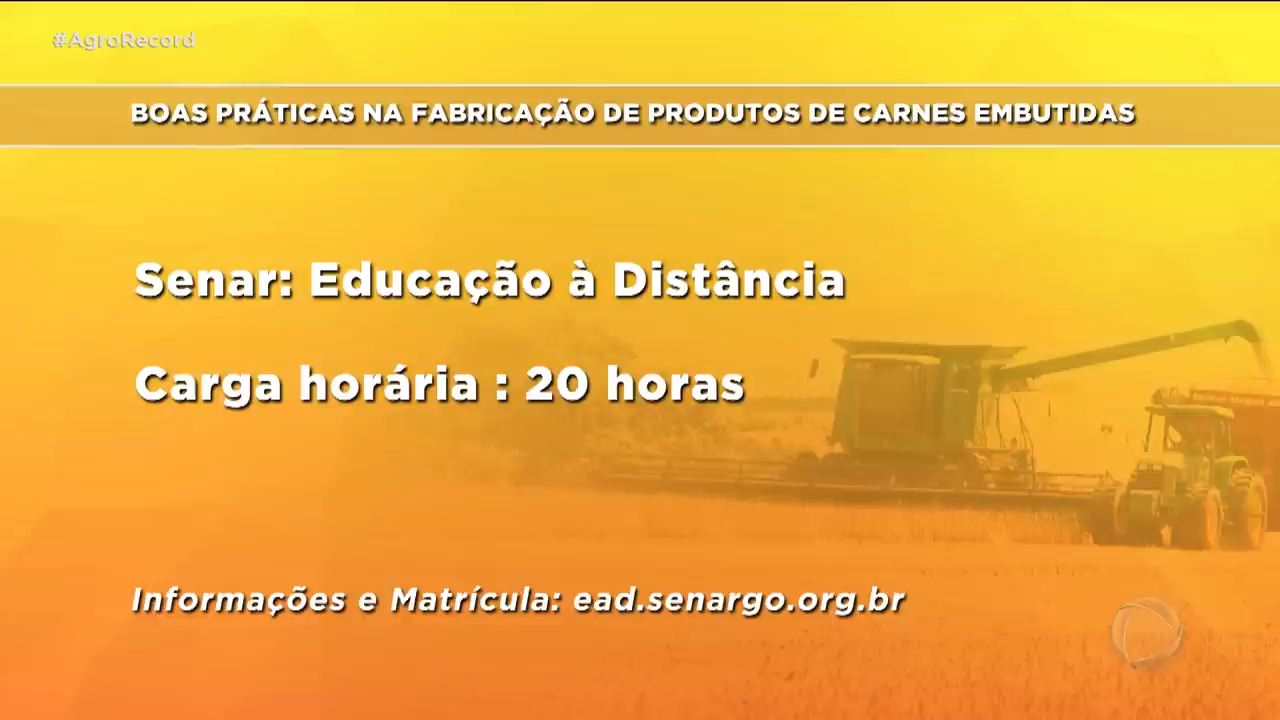 #AgroRecord
BOAS PRÁTICAS NA FABRICAÇÃO DE PRODUTOS DE CARNES EMBUTIDAS
Senar: Educação à Distância
Carga horária : 20 horas
Informações e Matrícula: ead.senargo.org.br